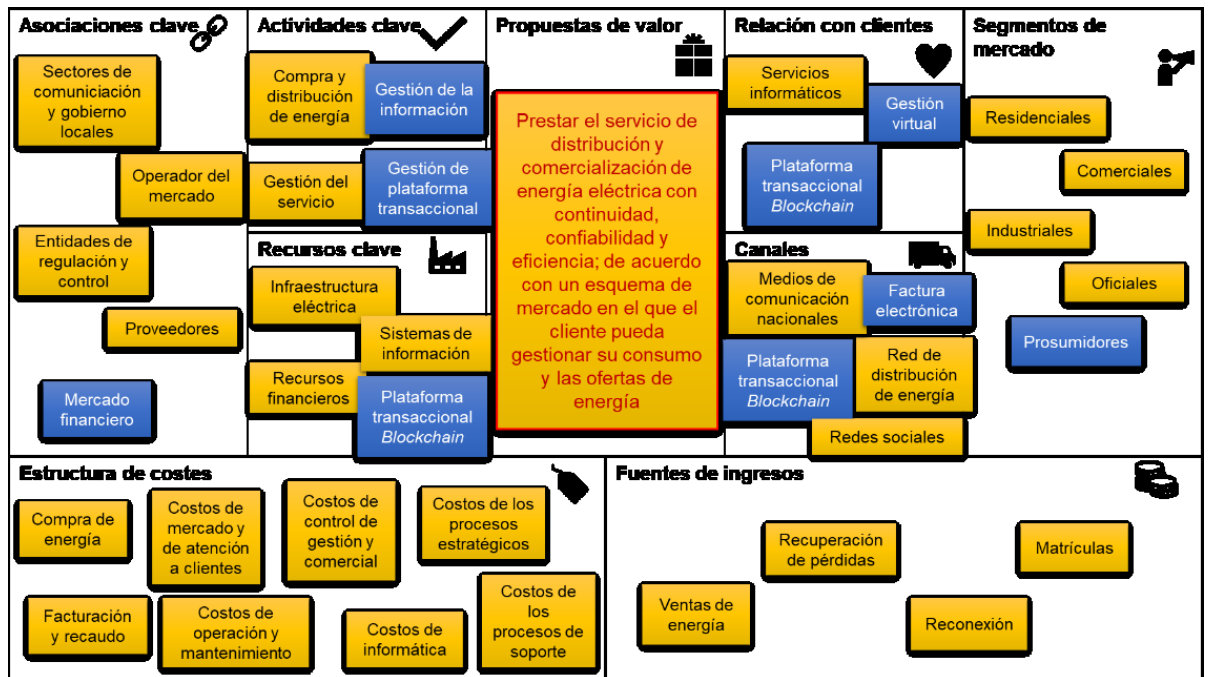 Asociaciones clave
Sectores de
comuniciación
y gobierno
locales
Operador del
mercado
Entidades de
regulación y
control
Proveedores
Mercado
financiero
Actividades clave
Compra y
distribución
de energía
Gestión de la
información
Gestión del
servicio
Gestión de
plataforma
transaccional
Recursos clave
Infraestructura
eléctrica
Sistemas de
información
Recursos
financieros
Plataforma
transaccional
Blockchain
Propuestas de valor
Prestar el servicio de
distribución y
comercialización de
energía eléctrica con
continuidad,
confiabilidad y
eficiencia; de acuerdo
con un esquema de
mercado en el que el
cliente pueda
gestionar su consumo
y las ofertas de
energía
Relación con clientes
Servicios
informáticos
Gestión
virtual
Plataforma
transaccional
Blockchain
Canales
Medios de
comunicación
nacionales
Factura
electrónica
Plataforma
transaccional
Blockchain
Red de
distribución
de energía
Redes sociales
Segmentos de
mercado
Residenciales
Comerciales
Industriales
Oficiales
Prosumidores
Estructura de costes
Compra de
energía
Costos de
mercado y
de atención
a clientes
Costos de
control de
gestión y
comercial
Costos de los
procesos
estratégicos
Facturación
y recaudo
Costos de
operación y
mantenimiento
Costos de
informática
Costos de
los
procesos de
soporte
Fuentes de ingresos
Recuperación
de pérdidas
Matrículas
Ventas de
energía
Reconexión